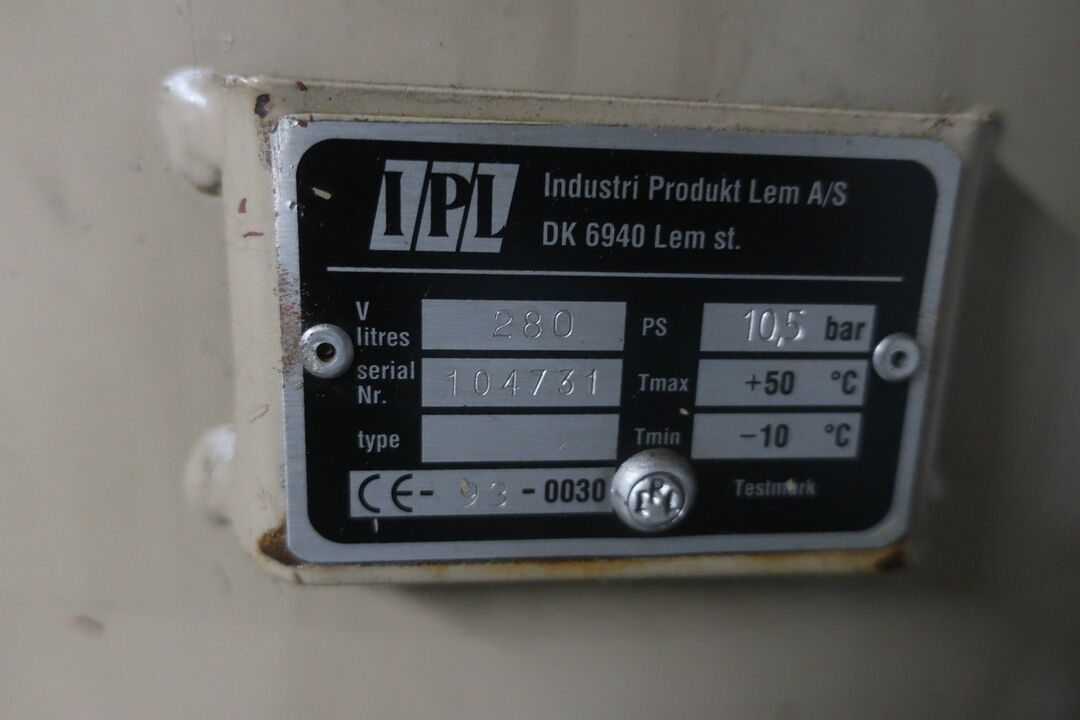 IPL
Industri Produkt Lem A/S
DK 6940 Lem st.
V litres 280
PS 10,5 bar
serial Nr. 104731
Tmax +50 °C
type
Tmin -10 °C
CE- 93 - 0030
Testmark